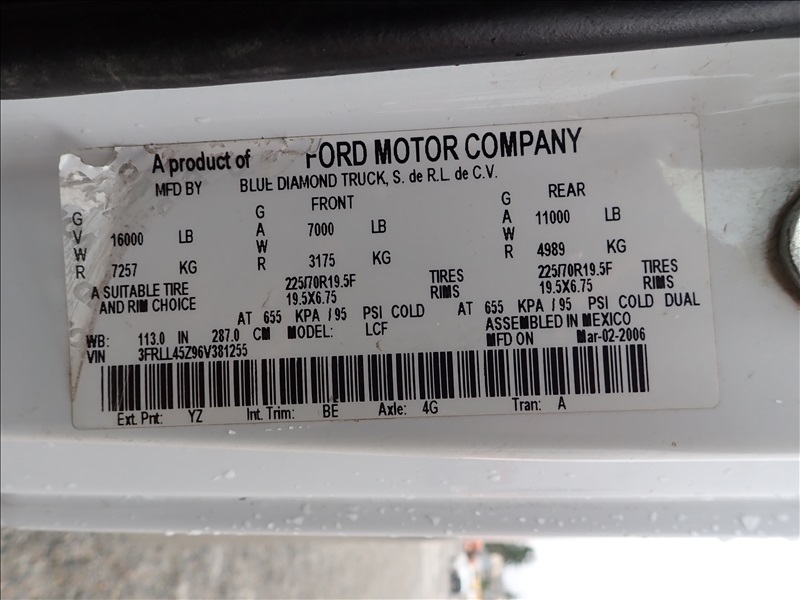 A product of FORD MOTOR COMPANY
MFD BY BLUE DIAMOND TRUCK, S. de R.L. de C.V.
GVWR 16000 LB 7257 KG
FRONT GAWR 7000 LB 3175 KG
REAR GAWR 11000 LB 4989 KG
A SUITABLE TIRE AND RIM CHOICE
225/70R19.5F TIRES 225/70R19.5F TIRES
19.5X6.75 RIMS 19.5X6.75 RIMS
AT 655 KPA / 95 PSI COLD AT 655 KPA / 95 PSI COLD DUAL
WB: 113.0 IN 287.0 CM MODEL: LCF ASSEMBLED IN MEXICO
VIN 3FRLL45Z96V381255 MFD ON Mar-02-2006
Ext. Pnt: YZ Int. Trim: BE Axle: 4G Tran: A